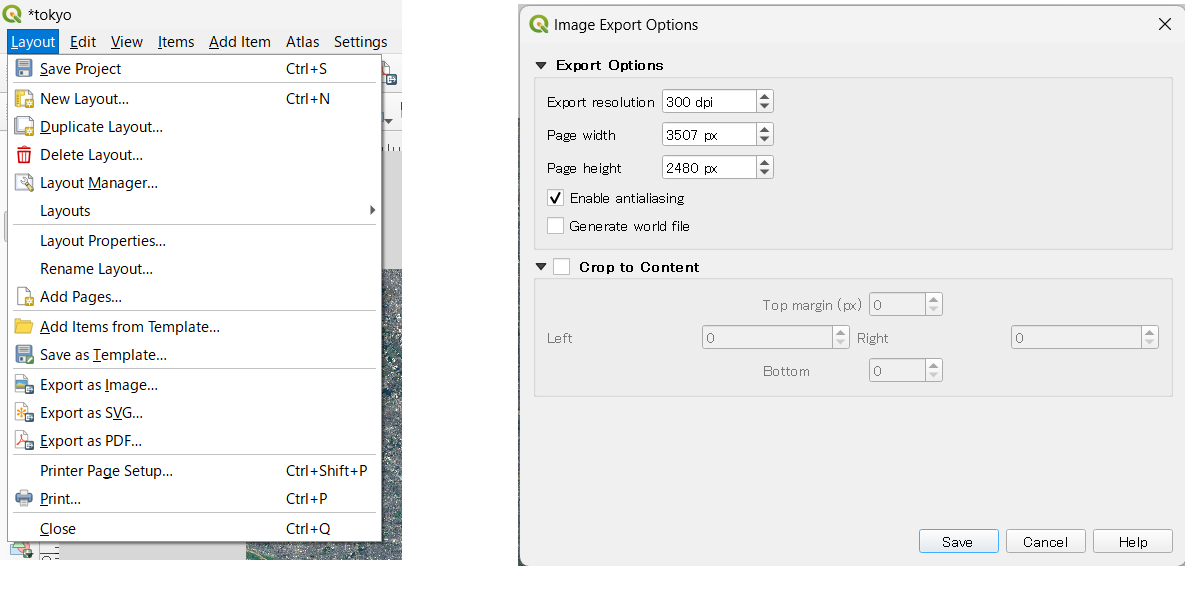 *tokyo
Layout Edit View Items Add Item Atlas Settings
Save Project Ctrl+S
New Layout... Ctrl+N
Duplicate Layout...
Delete Layout...
Layout Manager...
Layouts
Layout Properties...
Rename Layout...
Add Pages...
Add Items from Template...
Save as Template...
Export as Image...
Export as SVG...
Export as PDF...
Printer Page Setup... Ctrl+Shift+P
Print... Ctrl+P
Close Ctrl+Q
Image Export Options
Export Options
Export resolution 300 dpi
Page width 3507 px
Page height 2480 px
Enable antialiasing
Generate world file
Crop to Content
Top margin (px) 0
Left 0 Right 0
Bottom 0
Save Cancel Help